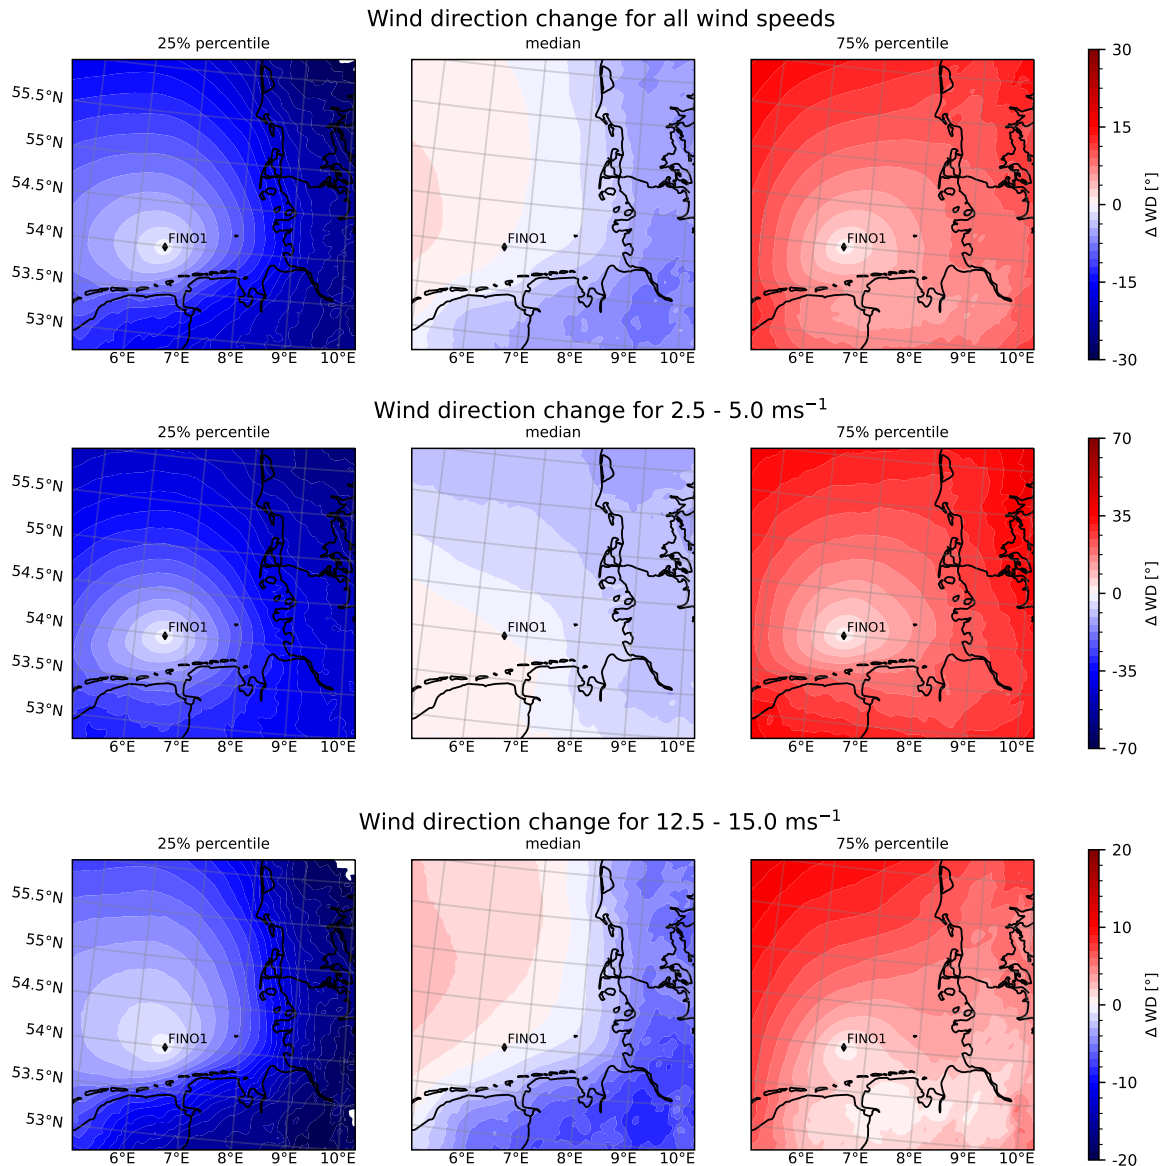 Wind direction change for all wind speeds
25% percentile
median
75% percentile
55.5°N
55°N
54.5°N
54°N
53.5°N
53°N
FINO1
FINO1
FINO1
6°E 7°E 8°E 9°E 10°E
6°E 7°E 8°E 9°E 10°E
6°E 7°E 8°E 9°E 10°E
30
15
0
-15
-30
Δ WD [°]
Wind direction change for 2.5 - 5.0 ms⁻¹
25% percentile
median
75% percentile
55.5°N
55°N
54.5°N
54°N
53.5°N
53°N
FINO1
FINO1
FINO1
6°E 7°E 8°E 9°E 10°E
6°E 7°E 8°E 9°E 10°E
6°E 7°E 8°E 9°E 10°E
70
35
0
-35
-70
Δ WD [°]
Wind direction change for 12.5 - 15.0 ms⁻¹
25% percentile
median
75% percentile
55.5°N
55°N
54.5°N
54°N
53.5°N
53°N
FINO1
FINO1
FINO1
6°E 7°E 8°E 9°E 10°E
6°E 7°E 8°E 9°E 10°E
6°E 7°E 8°E 9°E 10°E
20
10
0
-10
-20
Δ WD [°]